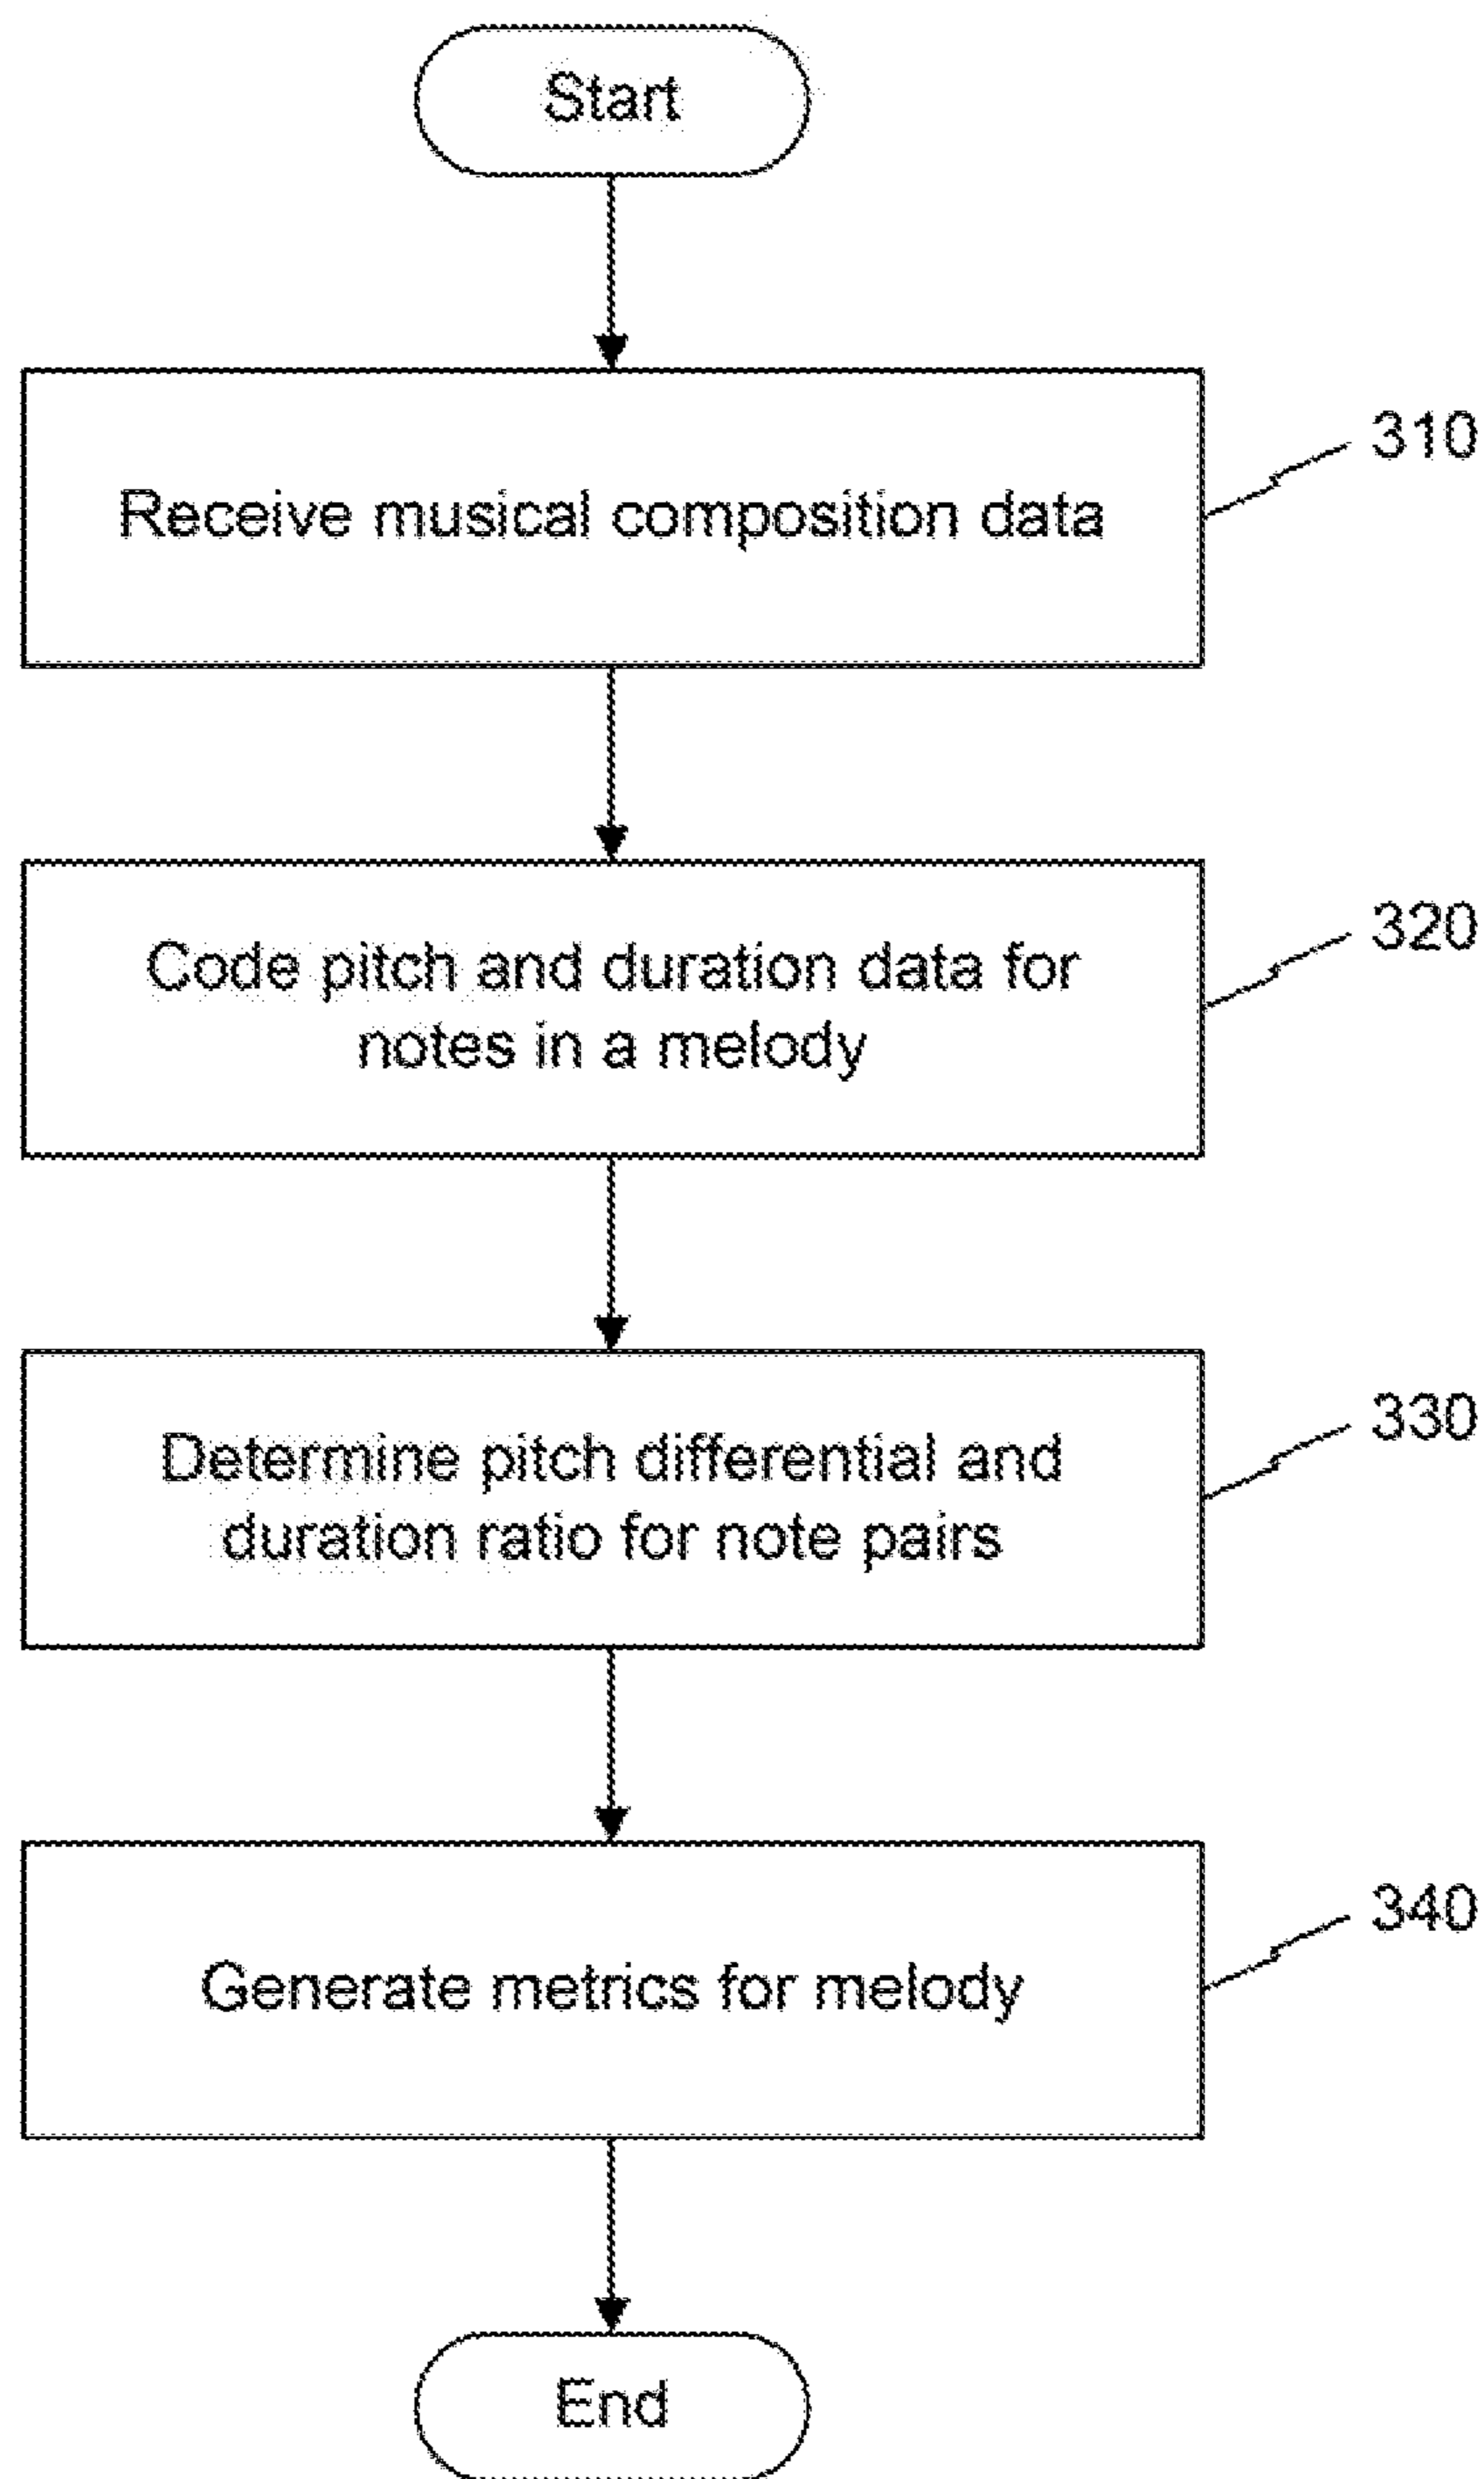 Start
Receive musical composition data
310
Code pitch and duration data for
notes in a melody
320
Determine pitch differential and
duration ratio for note pairs
330
Generate metrics for melody
340
End